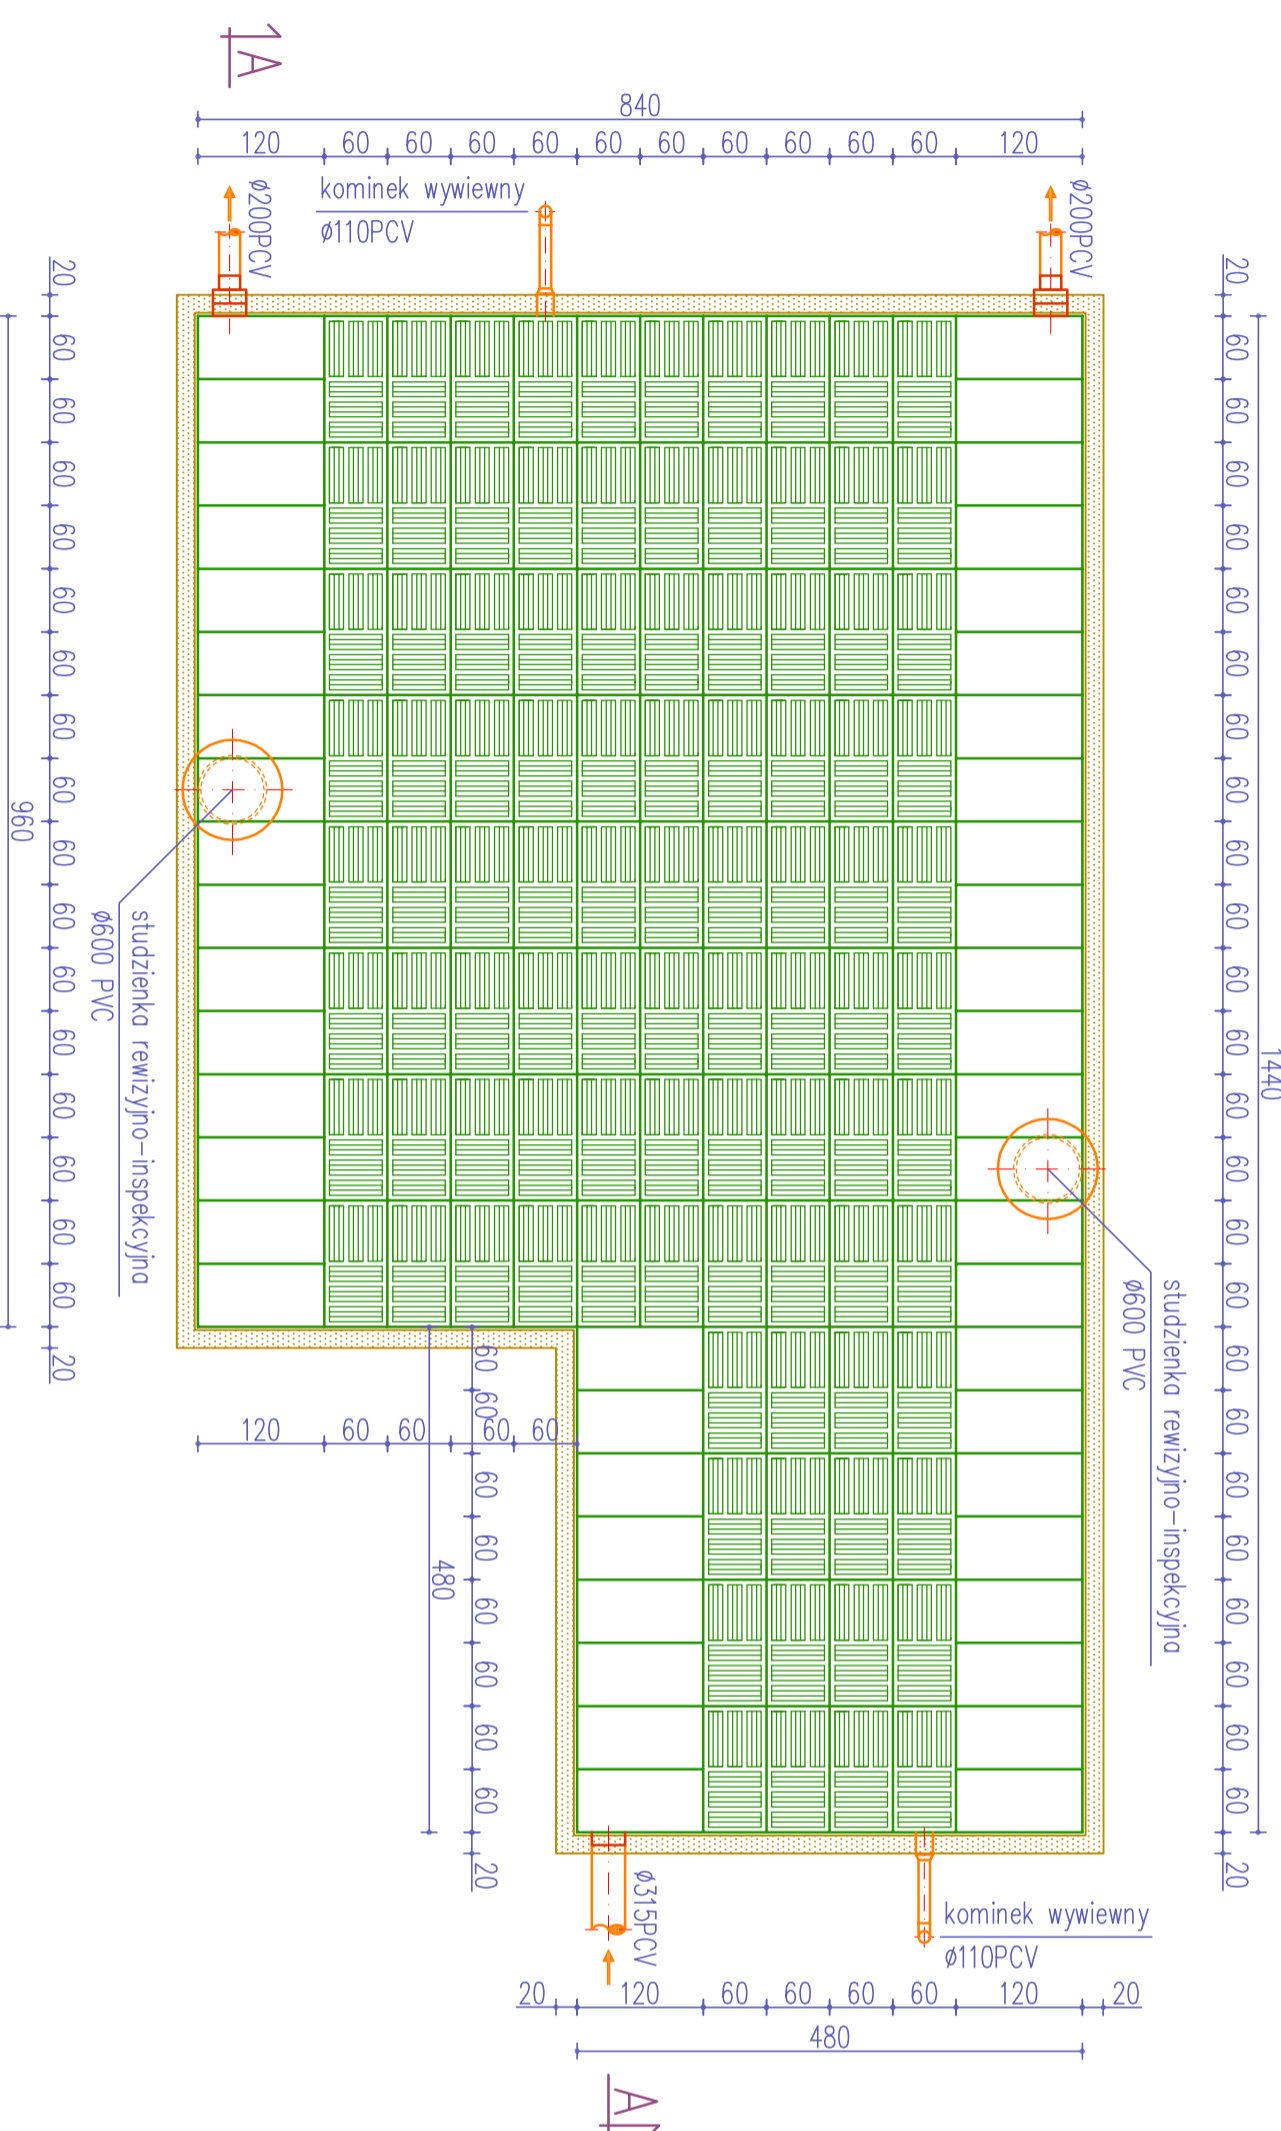 1A
840
120 60 60 60 60 60 60 60 60 60 60 120
ø200PCV
kominek wywiewny
ø110PCV
ø200PCV
20 60 60 60 60 60 60 60 60 60 60 60 60 60 60 60 60 20
960
20 60 60 60 60 60 60 60 60 60 60 60 60 60 60 60 60 60 60 60 60 60 60 60 60 20
1440
studzienka rewizyjno-inspekcyjna
ø600 PVC
studzienka rewizyjno-inspekcyjna
ø600 PVC
120 60 60 60 60
60 60 60 60 60 60 60 60 20
480
ø315PCV
kominek wywiewny
ø110PCV
20 120 60 60 60 60 120 20
480